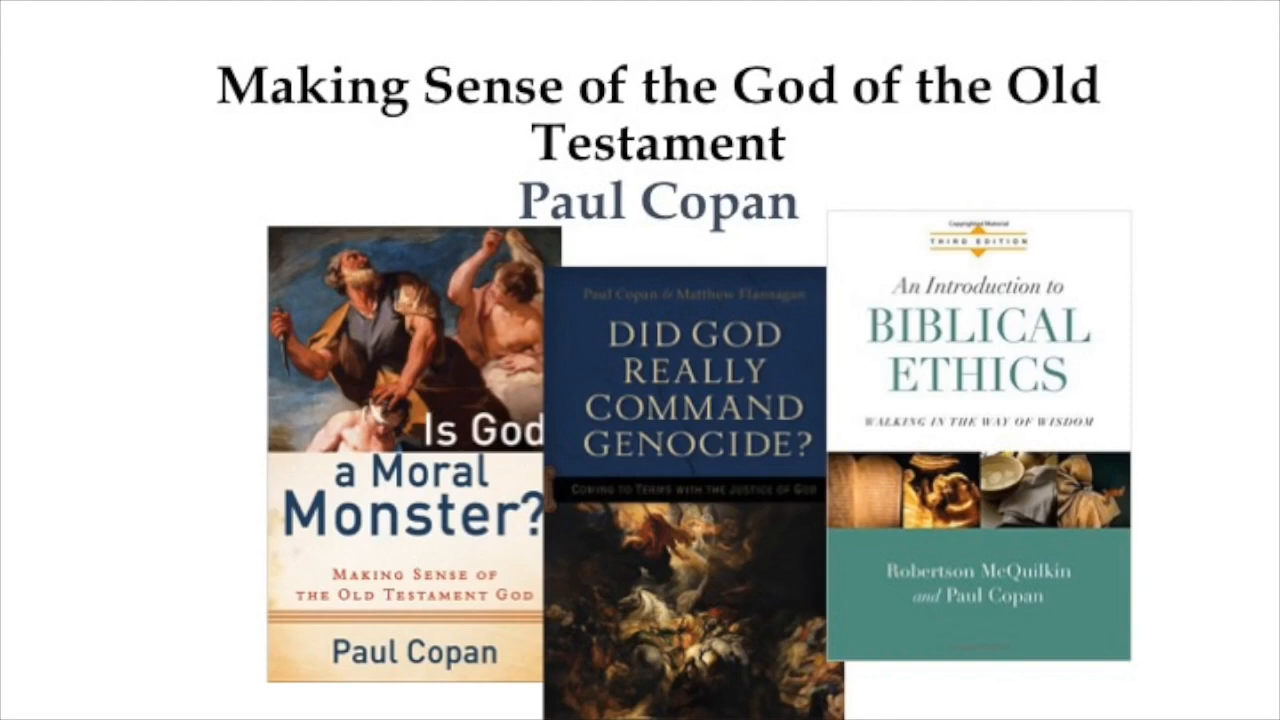 Making Sense of the God of the Old
Testament
Paul Copan
Is God
a Moral
Monster?
MAKING SENSE OF
THE OLD TESTAMENT GOD
Paul Copan
Paul Copan & Matthew Flannagan
DID GOD
REALLY
COMMAND
GENOCIDE?
COMING TO TERMS WITH THE JUSTICE OF GOD
Copyrighted Material
THIRD EDITION
An Introduction to
BIBLICAL
ETHICS
WALKING IN THE WAY OF WISDOM
Robertson McQuilkin
and Paul Copan